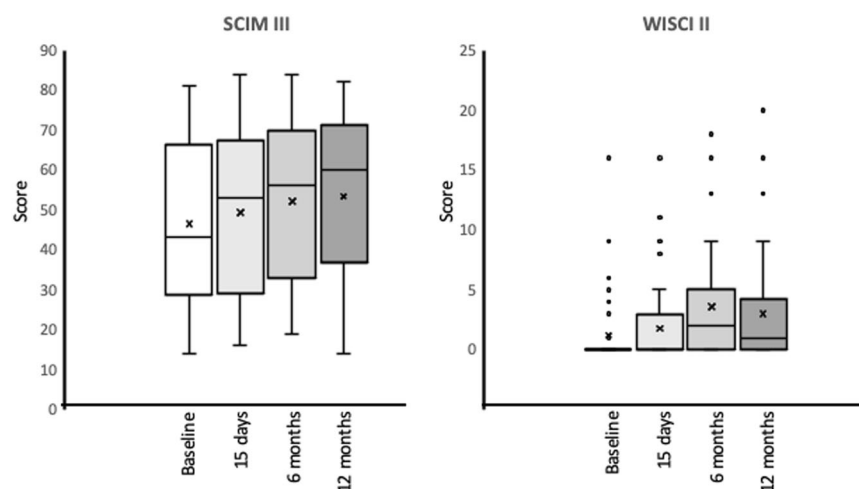 SCIM III
90
80
70
60
50
40
30
20
10
0
Score
Baseline
15 days
6 months
12 months
WISCI II
25
20
15
10
5
0
Score
Baseline
15 days
6 months
12 months